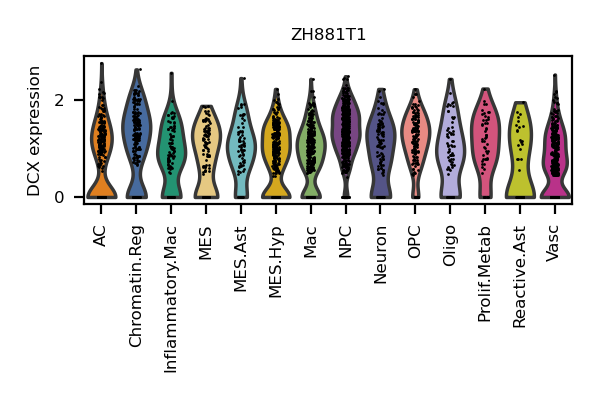 ZH881T1
DCX expression
2
0
AC
Chromatin.Reg
Inflammatory.Mac
MES
MES.Ast
MES.Hyp
Mac
NPC
Neuron
OPC
Oligo
Prolif.Metab
Reactive.Ast
Vasc